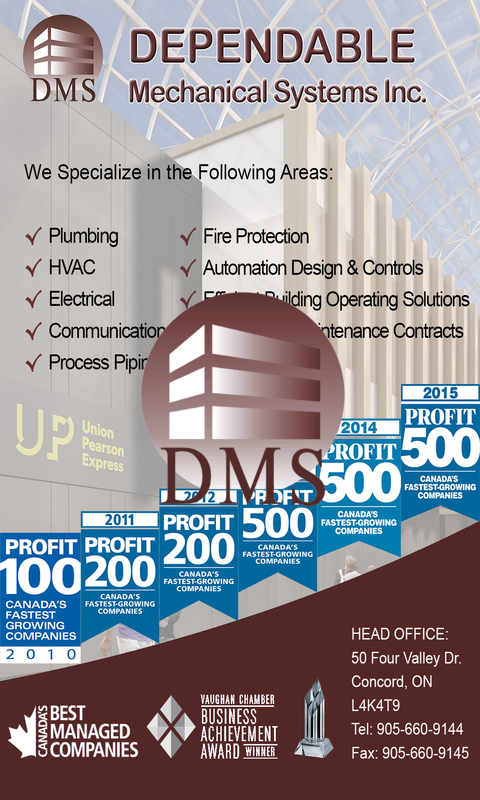 DMS
DEPENDABLE
Mechanical Systems Inc.
We Specialize in the Following Areas:
Plumbing
HVAC
Electrical
Communication
Process
Fire Protection
Automation Design & Controls
Building Operating Solutions
Contracts
DMS
UP Union
Pearson
Express
PROFIT
100
CANADA'S
FASTEST
GROWING
COMPANIES
2010
2011
PROFIT
200
CANADA'S
FASTEST-GROWING
COMPANIES
2012
PROFIT
200
CANADA'S
FASTEST-GROWING
COMPANIES
PROFIT
500
CANADA'S
FASTEST-GROWING
COMPANIES
2014
PROFIT
500
CANADA'S
FASTEST-GROWING
COMPANIES
2015
PROFIT
500
CANADA'S
FASTEST-GROWING
COMPANIES
HEAD OFFICE:
50 Four Valley Dr.
Concord, ON
L4K4T9
Tel: 905-660-9144
Fax: 905-660-9145
CANADA'S
BEST
MANAGED
COMPANIES
VAUGHAN CHAMBER
BUSINESS
ACHIEVEMENT
AWARD WINNER